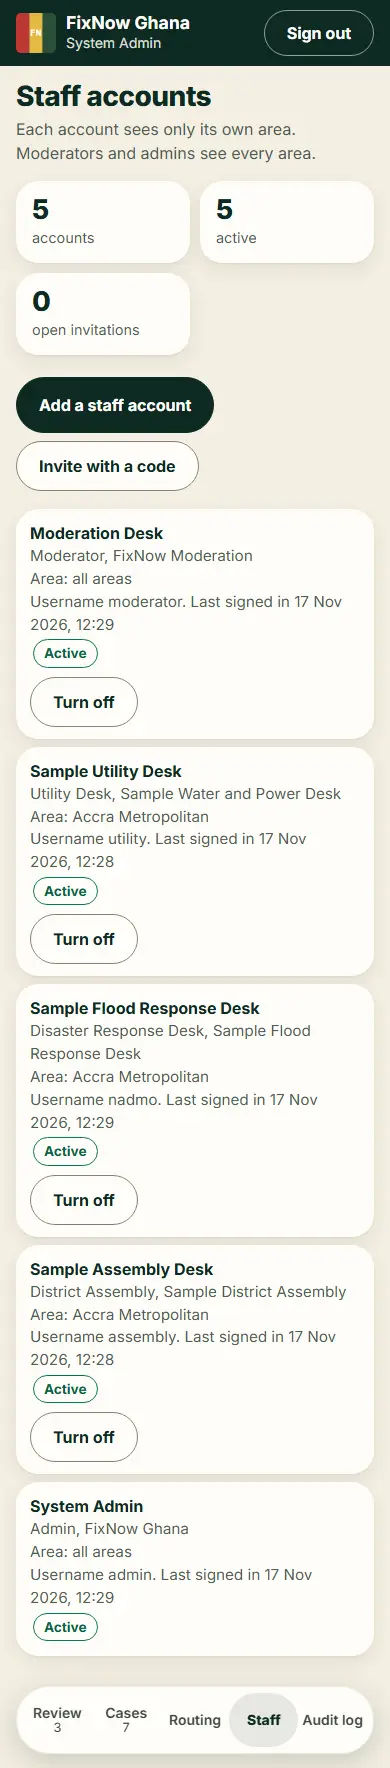 FN
FixNow Ghana
System Admin
Sign out
Staff accounts
Each account sees only its own area.
Moderators and admins see every area.
5
accounts
5
active
0
open invitations
Add a staff account
Invite with a code
Moderation Desk
Moderator, FixNow Moderation
Area: all areas
Username moderator. Last signed in 17 Nov
2026, 12:29
Active
Turn off
Sample Utility Desk
Utility Desk, Sample Water and Power Desk
Area: Accra Metropolitan
Username utility. Last signed in 17 Nov
2026, 12:28
Active
Turn off
Sample Flood Response Desk
Disaster Response Desk, Sample Flood
Response Desk
Area: Accra Metropolitan
Username nadmo. Last signed in 17 Nov
2026, 12:29
Active
Turn off
Sample Assembly Desk
District Assembly, Sample District Assembly
Area: Accra Metropolitan
Username assembly. Last signed in 17 Nov
2026, 12:28
Active
Turn off
System Admin
Admin, FixNow Ghana
Area: all areas
Username admin. Last signed in 17 Nov
2026, 12:29
Active
Review
3
Cases
7
Routing
Staff
Audit log